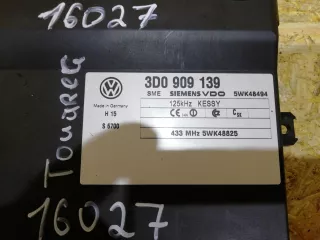 16027
TOUAREG
3D0 909 139
SME SIEMENS VDO 5WK48494
125kHz KESSY
Made in Germany
H 15
S 6700
433 MHz 5WK48825
16027